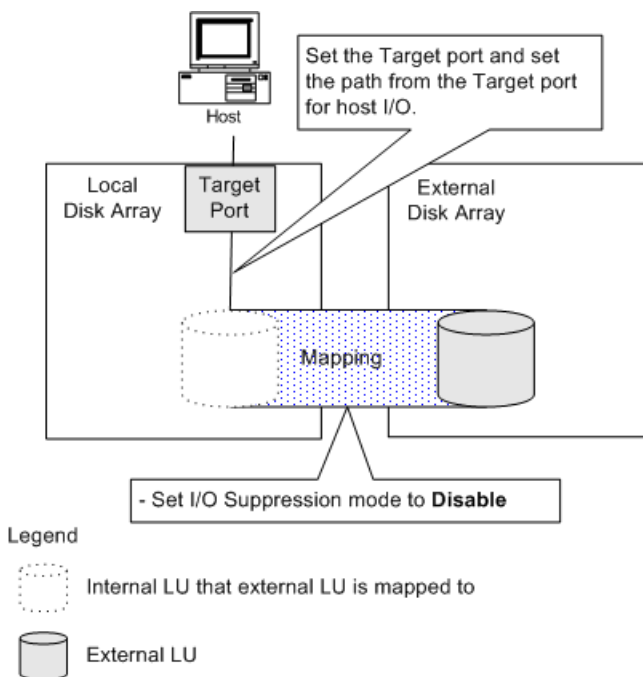 Set the Target port and set
the path from the Target port
for host I/O.
Host
Local
Disk Array
Target
Port
External
Disk Array
Mapping
- Set I/O Suppression mode to Disable
Legend
Internal LU that external LU is mapped to
External LU